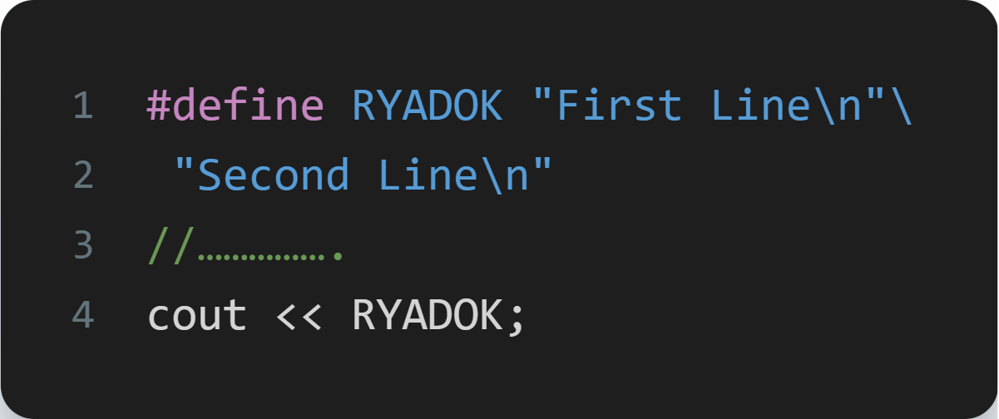 1 #define RYADOK "First Line\n"\
2 "Second Line\n"
3 //…………….
4 cout << RYADOK;